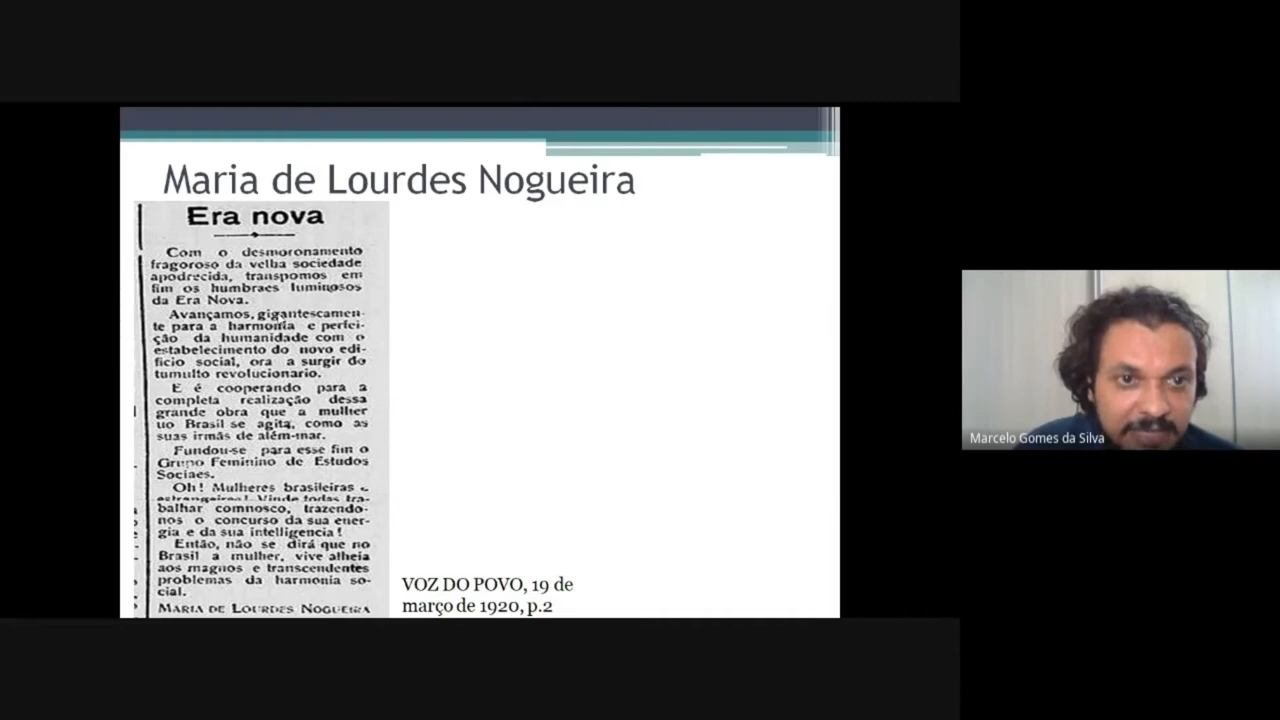 Maria de Lourdes Nogueira
Era nova
Com o desmoronamento
fragoroso da velha sociedade
apodrecida, transpomos em
fim os humbraes luminosos
da Era Nova.
Avançamos, gigantescamen-
te para a harmonia e perfei-
ção da humanidade com o
estabelecimento do novo edi-
ficio social, ora a surgir do
tumulto revolucionario.
E é cooperando para a
completa realização dessa
grande obra que a mulher
no Brasil se agita, como as
suas irmãs de além-mar.
Fundou-se para esse fim o
Grupo Feminino de Estudos
Sociaes.
Oh! Mulheres brasileiras e
estrangeiras! Vinde todas tra-
balhar comnosco, trazendo-
nos o concurso da sua ener-
gia e da sua intelligencia!
Então, não se dirá que no
Brasil a mulher, vive alheia
aos magnos e transcendentes
problemas da harmonia so-
cial.
MARIA DE LOURDES NOGUEIRA
VOZ DO POVO, 19 de
março de 1920, p.2
Marcelo Gomes da Silva